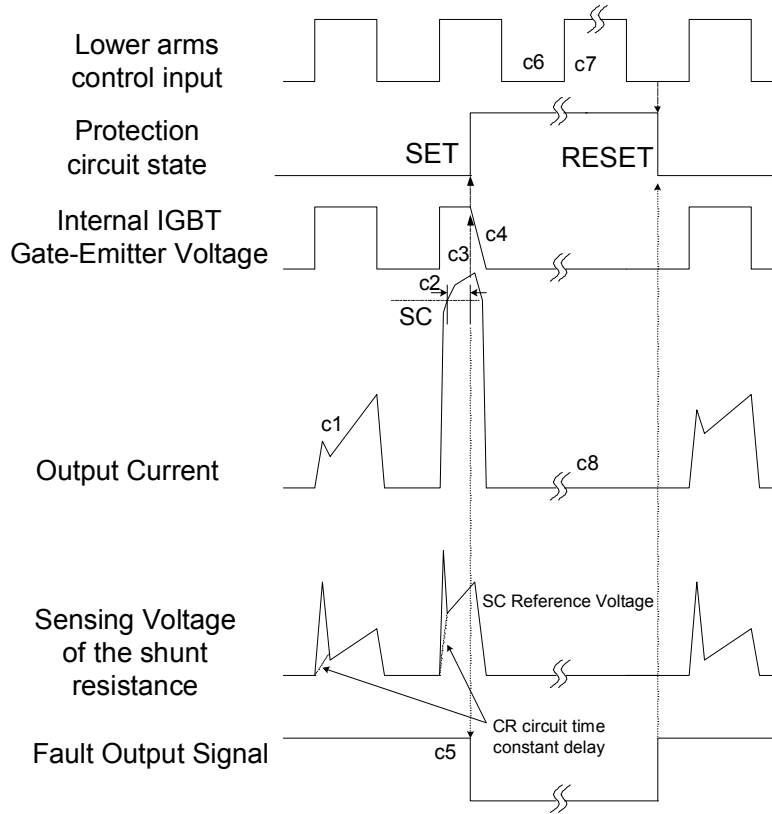 Lower arms
control input
c6
c7
Protection
circuit state
SET
RESET
Internal IGBT
Gate-Emitter Voltage
c4
c3
c2
SC
c1
Output Current
c8
SC Reference Voltage
Sensing Voltage
of the shunt
resistance
CR circuit time
constant delay
Fault Output Signal
c5